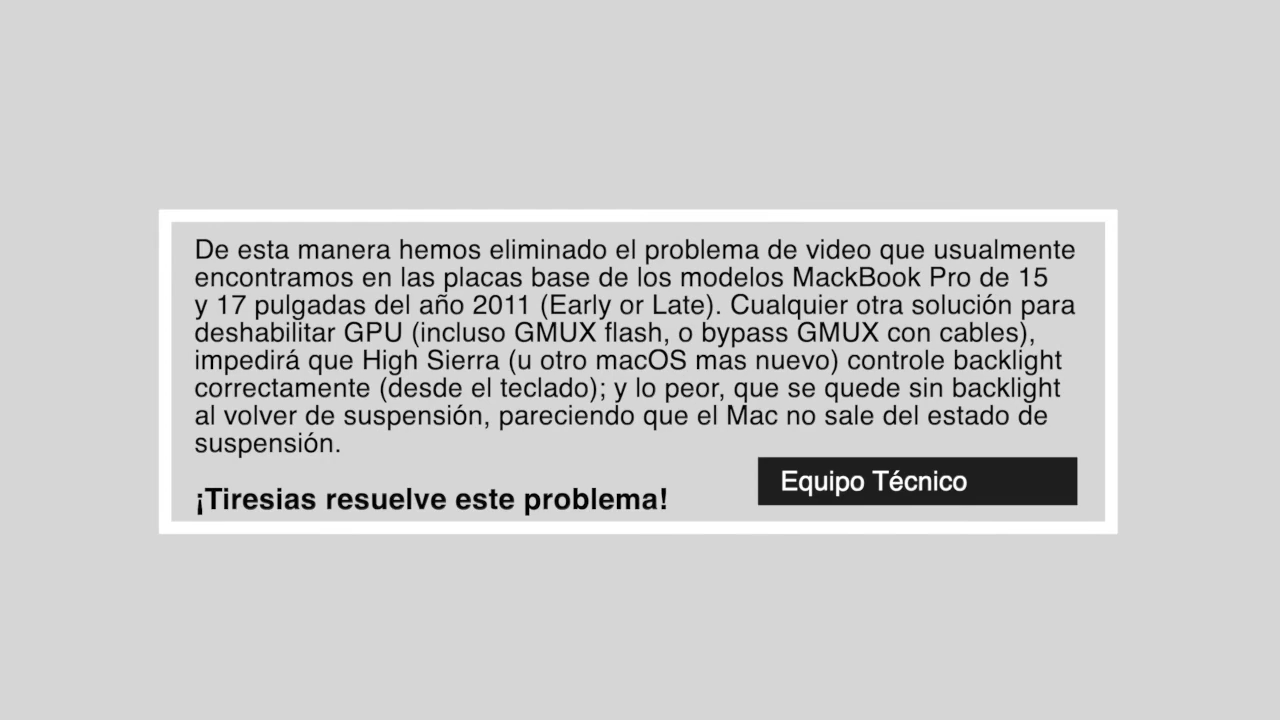 De esta manera hemos eliminado el problema de video que usualmente
encontramos en las placas base de los modelos MackBook Pro de 15
y 17 pulgadas del año 2011 (Early or Late). Cualquier otra solución para
deshabilitar GPU (incluso GMUX flash, o bypass GMUX con cables),
impedirá que High Sierra (u otro macOS mas nuevo) controle backlight
correctamente (desde el teclado); y lo peor, que se quede sin backlight
al volver de suspensión, pareciendo que el Mac no sale del estado de
suspensión.
¡Tiresias resuelve este problema!
Equipo Técnico